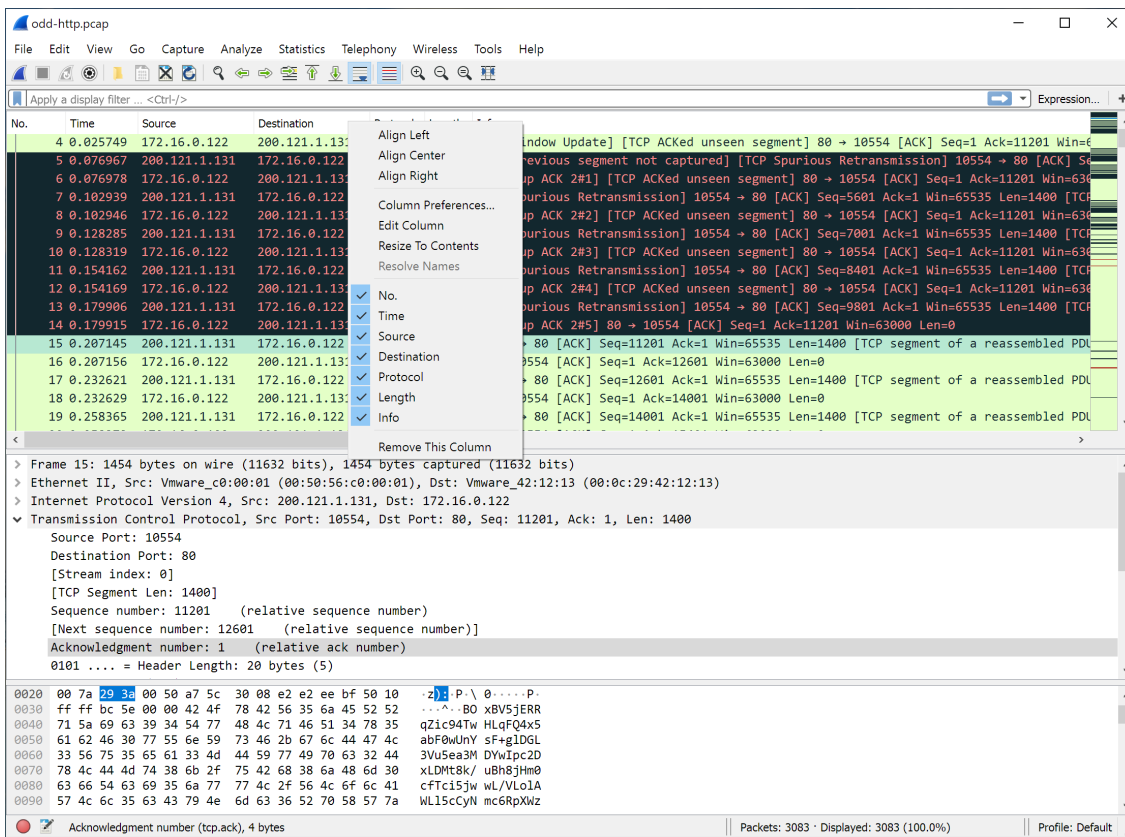 odd-http.pcap
File Edit View Go Capture Analyze Statistics Telephony Wireless Tools Help
Apply a display filter ... <Ctrl-/> Expression... +
No. Time Source Destination
4 0.025749 172.16.0.122 200.121.1.131 indow Update] [TCP ACKed unseen segment] 80 → 10554 [ACK] Seq=1 Ack=11201 Win=6
5 0.076967 200.121.1.131 172.16.0.122 revious segment not captured] [TCP Spurious Retransmission] 10554 → 80 [ACK] Se
6 0.076978 172.16.0.122 200.121.1.131 up ACK 2#1] [TCP ACKed unseen segment] 80 → 10554 [ACK] Seq=1 Ack=11201 Win=630
7 0.102939 200.121.1.131 172.16.0.122 purious Retransmission] 10554 → 80 [ACK] Seq=5601 Ack=1 Win=65535 Len=1400 [TCP
8 0.102946 172.16.0.122 200.121.1.131 up ACK 2#2] [TCP ACKed unseen segment] 80 → 10554 [ACK] Seq=1 Ack=11201 Win=630
9 0.128285 200.121.1.131 172.16.0.122 purious Retransmission] 10554 → 80 [ACK] Seq=7001 Ack=1 Win=65535 Len=1400 [TCP
10 0.128319 172.16.0.122 200.121.1.131 up ACK 2#3] [TCP ACKed unseen segment] 80 → 10554 [ACK] Seq=1 Ack=11201 Win=630
11 0.154162 200.121.1.131 172.16.0.122 purious Retransmission] 10554 → 80 [ACK] Seq=8401 Ack=1 Win=65535 Len=1400 [TCP
12 0.154169 172.16.0.122 200.121.1.131 up ACK 2#4] [TCP ACKed unseen segment] 80 → 10554 [ACK] Seq=1 Ack=11201 Win=630
13 0.179906 200.121.1.131 172.16.0.122 purious Retransmission] 10554 → 80 [ACK] Seq=9801 Ack=1 Win=65535 Len=1400 [TCP
14 0.179915 172.16.0.122 200.121.1.131 up ACK 2#5] 80 → 10554 [ACK] Seq=1 Ack=11201 Win=63000 Len=0
15 0.207145 200.121.1.131 172.16.0.122 → 80 [ACK] Seq=11201 Ack=1 Win=65535 Len=1400 [TCP segment of a reassembled PDU
16 0.207156 172.16.0.122 200.121.1.131 0554 [ACK] Seq=1 Ack=12601 Win=63000 Len=0
17 0.232621 200.121.1.131 172.16.0.122 → 80 [ACK] Seq=12601 Ack=1 Win=65535 Len=1400 [TCP segment of a reassembled PDU
18 0.232629 172.16.0.122 200.121.1.131 0554 [ACK] Seq=1 Ack=14001 Win=63000 Len=0
19 0.258365 200.121.1.131 172.16.0.122 → 80 [ACK] Seq=14001 Ack=1 Win=65535 Len=1400 [TCP segment of a reassembled PDU
Align Left
Align Center
Align Right
Column Preferences...
Edit Column
Resize To Contents
Resolve Names
No.
Time
Source
Destination
Protocol
Length
Info
Remove This Column
Frame 15: 1454 bytes on wire (11632 bits), 1454 bytes captured (11632 bits)
Ethernet II, Src: Vmware_c0:00:01 (00:50:56:c0:00:01), Dst: Vmware_42:12:13 (00:0c:29:42:12:13)
Internet Protocol Version 4, Src: 200.121.1.131, Dst: 172.16.0.122
Transmission Control Protocol, Src Port: 10554, Dst Port: 80, Seq: 11201, Ack: 1, Len: 1400
Source Port: 10554
Destination Port: 80
[Stream index: 0]
[TCP Segment Len: 1400]
Sequence number: 11201 (relative sequence number)
[Next sequence number: 12601 (relative sequence number)]
Acknowledgment number: 1 (relative ack number)
0101 .... = Header Length: 20 bytes (5)
0020 00 7a 29 3a 00 50 a7 5c 30 08 e2 e2 ee bf 50 10 ·z):·P·\ 0·····P·
0030 ff ff bc 5e 00 00 42 4f 78 42 56 35 6a 45 52 52 ···^··BO xBV5jERR
0040 71 5a 69 63 39 34 54 77 48 4c 71 46 51 34 78 35 qZic94Tw HLqFQ4x5
0050 61 62 46 30 77 55 6e 59 73 46 2b 67 6c 44 47 4c abF0wUnY sF+glDGL
0060 33 56 75 35 65 61 33 4d 44 59 77 49 70 63 32 44 3Vu5ea3M DYwIpc2D
0070 78 4c 44 4d 74 38 6b 2f 75 42 68 38 6a 48 6d 30 xLDMt8k/ uBh8jHm0
0080 63 66 54 63 69 35 6a 77 77 4c 2f 56 4c 6f 6c 41 cfTci5jw wL/VLolA
0090 57 4c 6c 35 63 43 79 4e 6d 63 36 52 70 58 57 7a WLl5cCyN mc6RpXWz
Acknowledgment number (tcp.ack), 4 bytes Packets: 3083 · Displayed: 3083 (100.0%) Profile: Default